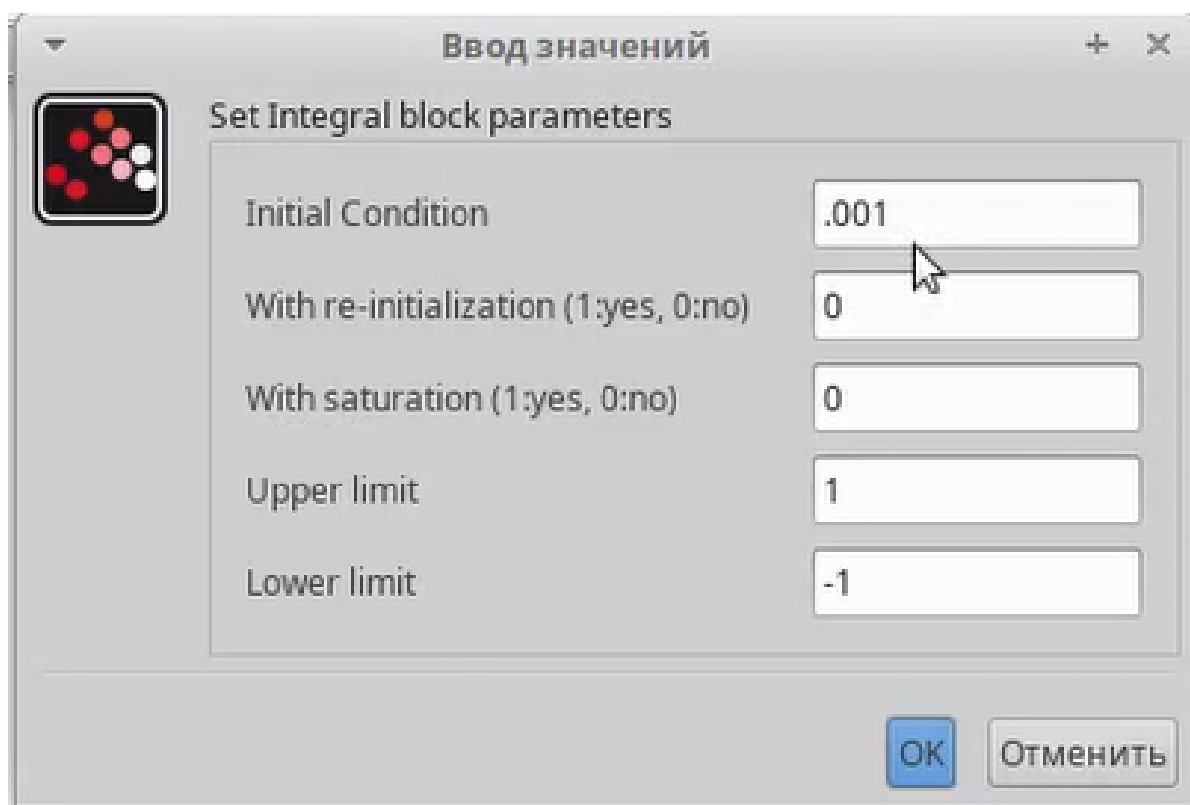 Ввод значений
Set Integral block parameters
Initial Condition .001
With re-initialization (1:yes, 0:no) 0
With saturation (1:yes, 0:no) 0
Upper limit 1
Lower limit -1
OK Отменить